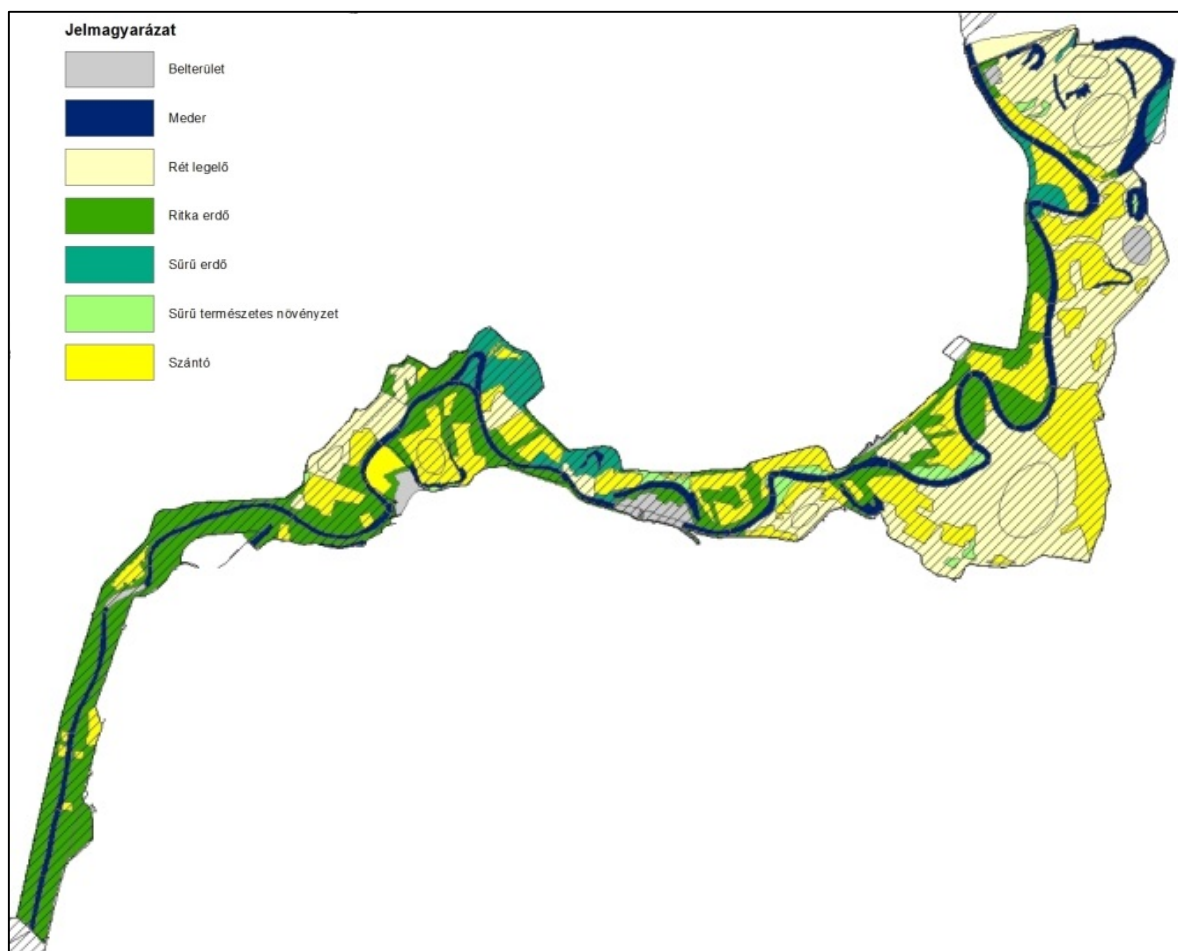 Jelmagyarázat
Belterület
Meder
Rét legelő
Ritka erdő
Sűrű erdő
Sűrű természetes növényzet
Szántó